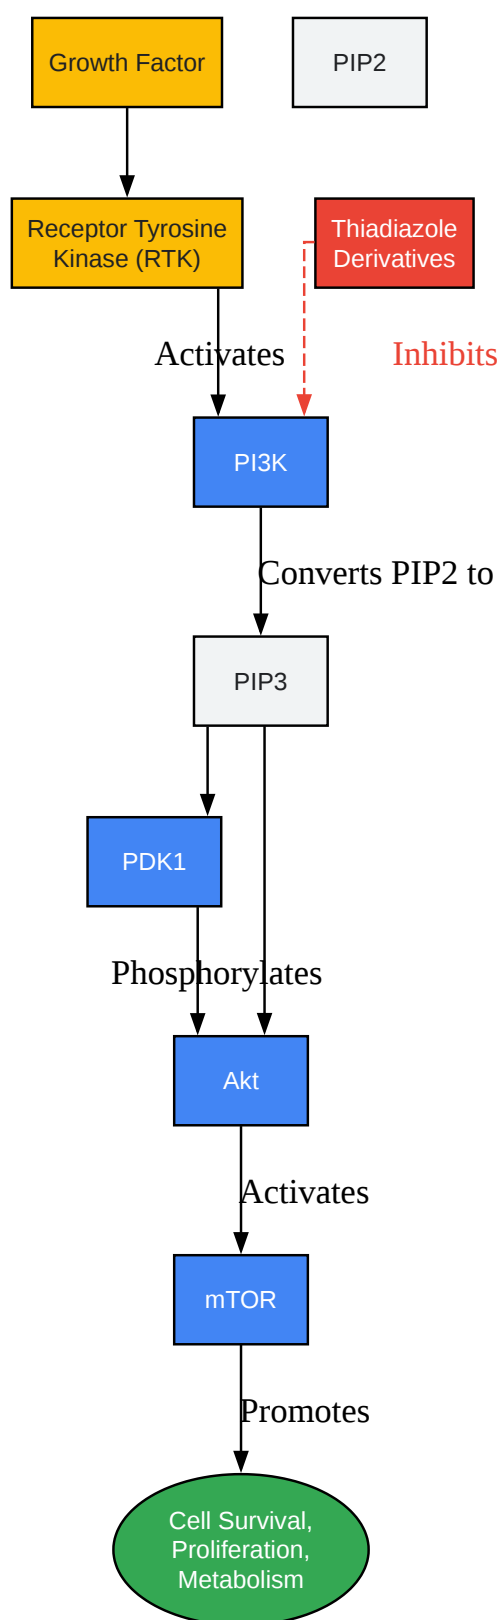 Growth Factor
PIP2
Receptor Tyrosine
Kinase (RTK)
Thiadiazole
Derivatives
Activates
Inhibits
PI3K
Converts PIP2 to
PIP3
PDK1
Phosphorylates
Akt
Activates
mTOR
Promotes
Cell Survival,
Proliferation,
Metabolism